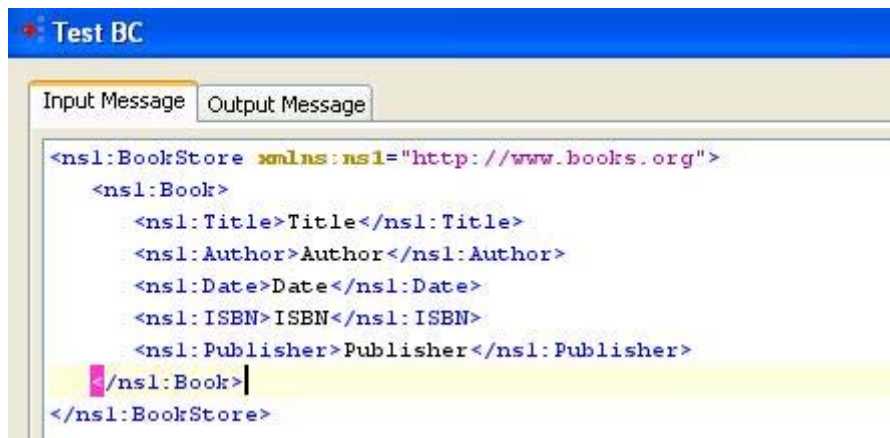 Test BC
Input Message Output Message
<ns1:BookStore xmlns:ns1="http://www.books.org">
<ns1:Book>
<ns1:Title>Title</ns1:Title>
<ns1:Author>Author</ns1:Author>
<ns1:Date>Date</ns1:Date>
<ns1:ISBN>ISBN</ns1:ISBN>
<ns1:Publisher>Publisher</ns1:Publisher>
</ns1:Book>
</ns1:BookStore>